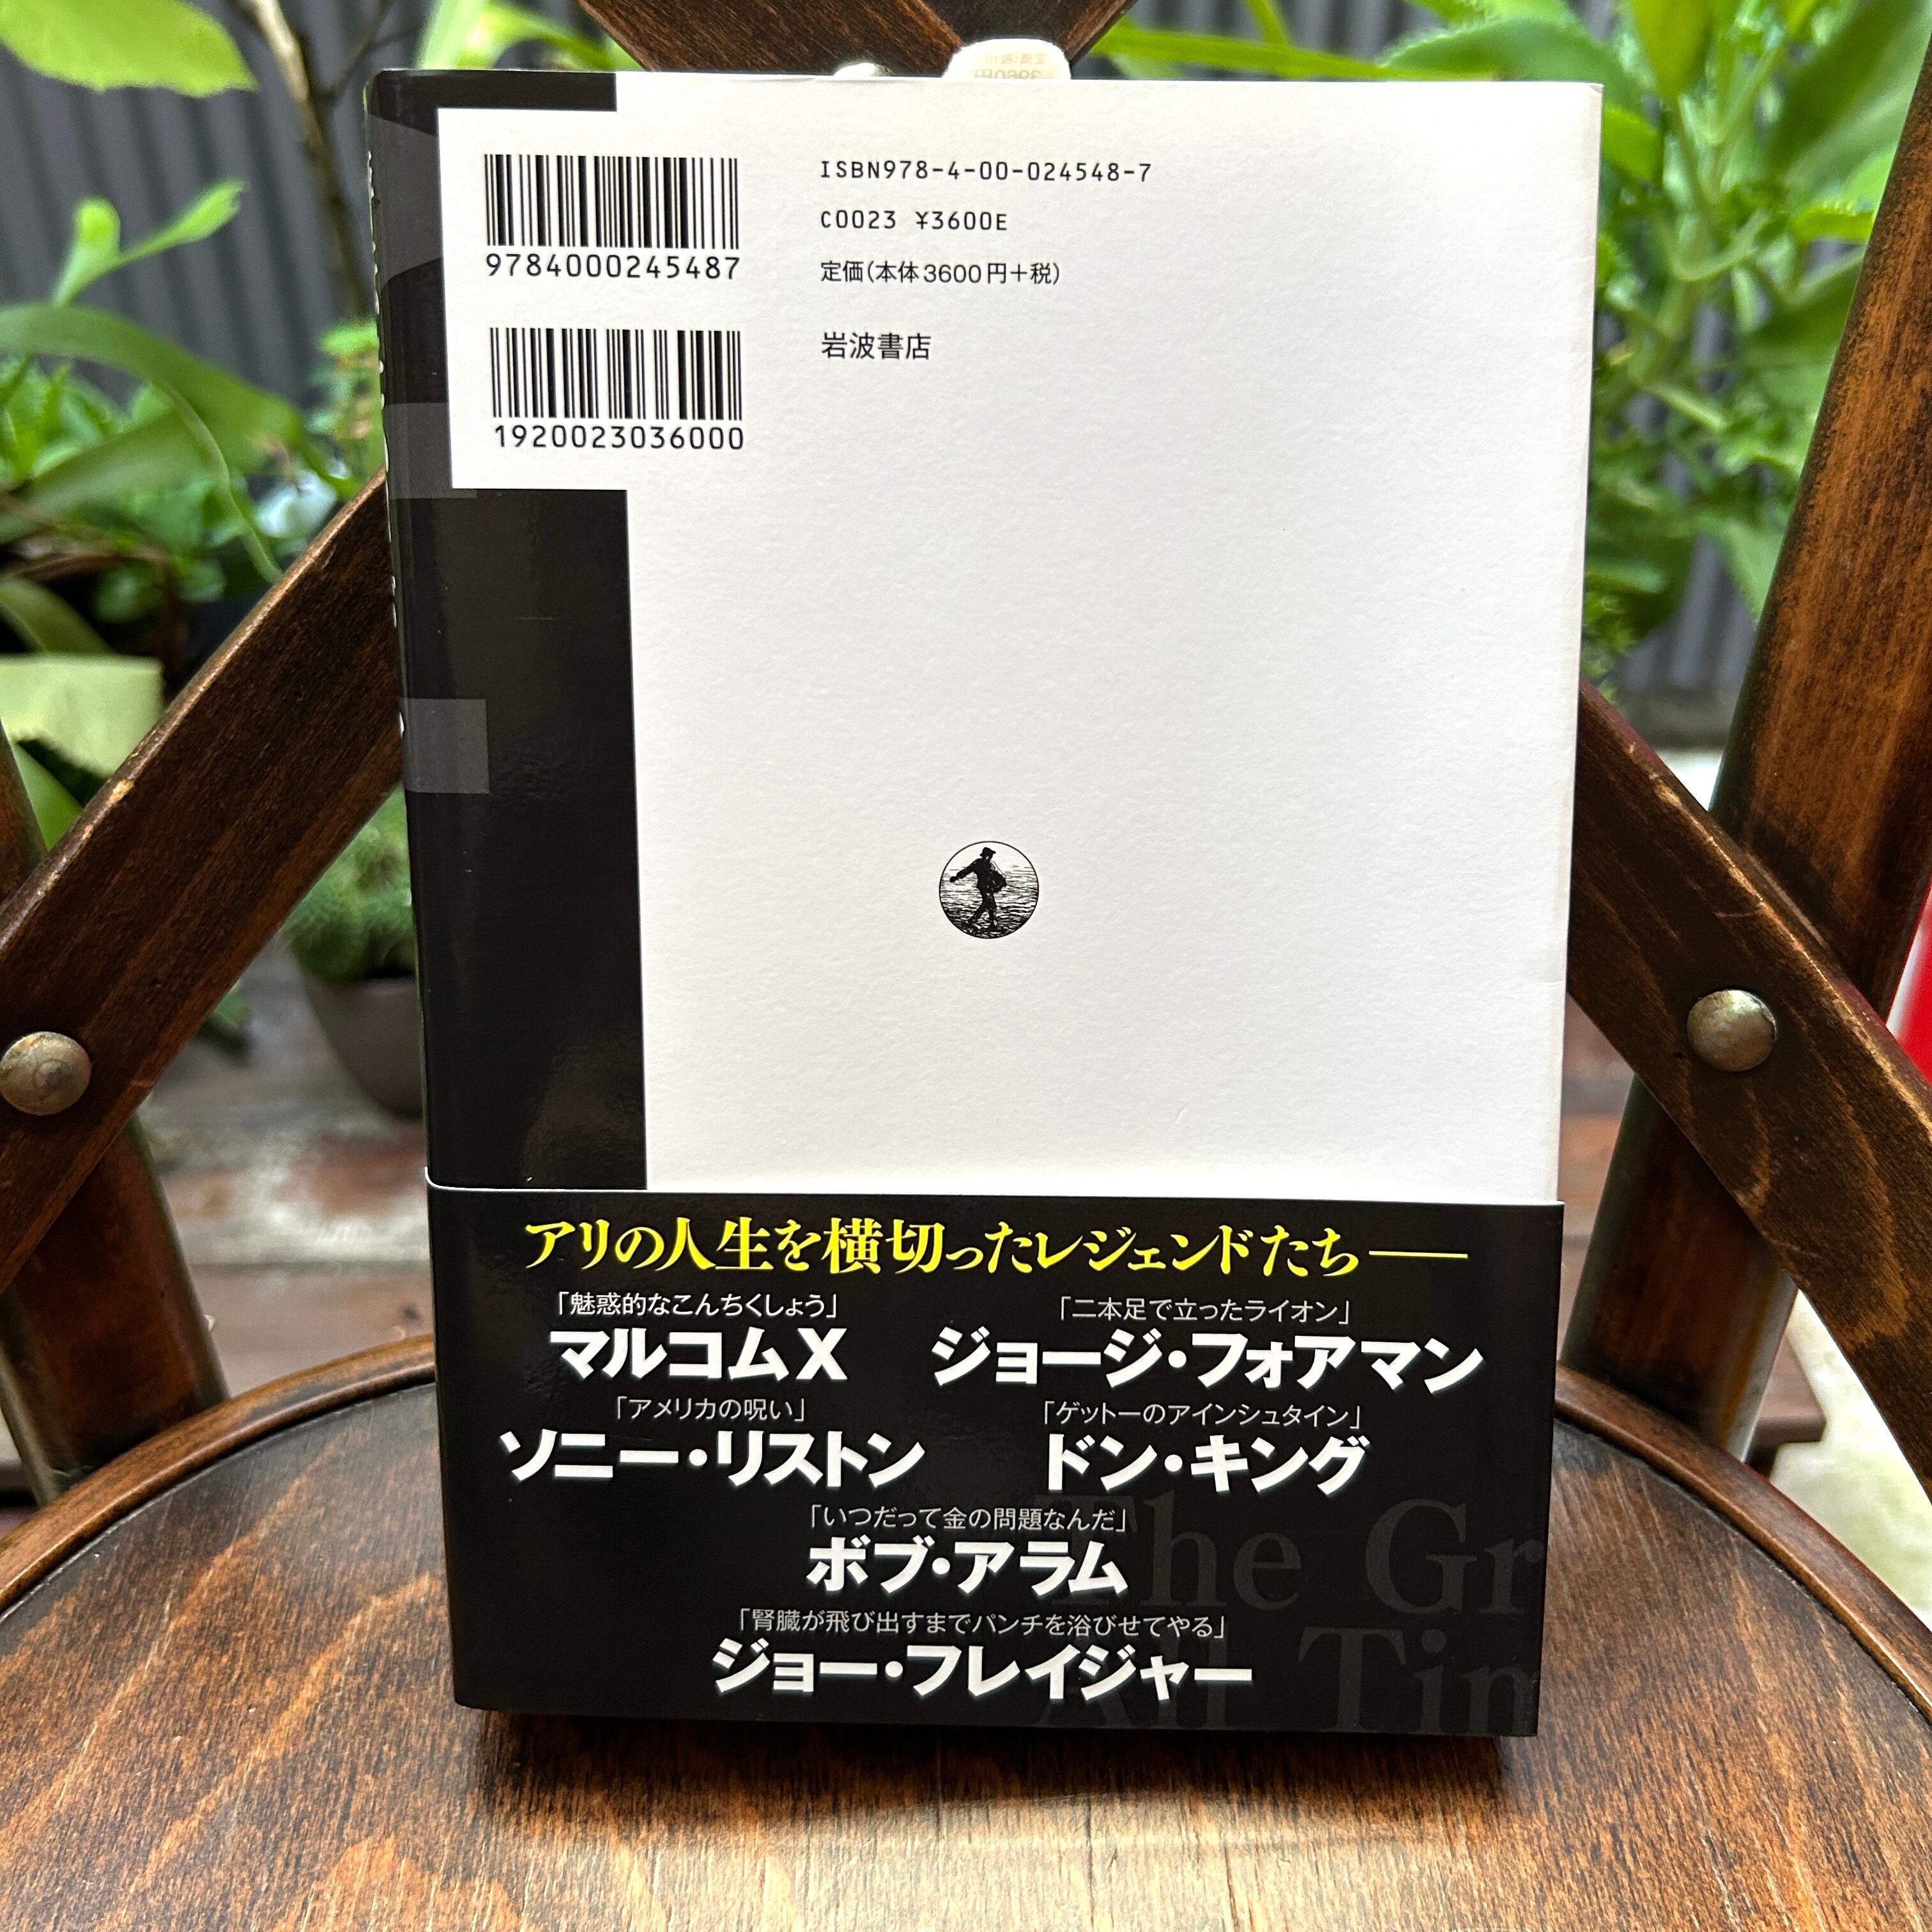 ISBN978-4-00-024548-7
C0023 ¥3600E
定価(本体3600円+税)
岩波書店
9784000245487
1920023036000
アリの人生を横切ったレジェンドたち——
「魅惑的なこんちくしょう」
マルコムX
「二本足で立ったライオン」
ジョージ・フォアマン
「アメリカの呪い」
ソニー・リストン
「ゲットーのアインシュタイン」
ドン・キング
「いつだって金の問題なんだ」
ボブ・アラム
「腎臓が飛び出すまでパンチを浴びせてやる」
ジョー・フレイジャー
The Gr
All Tim